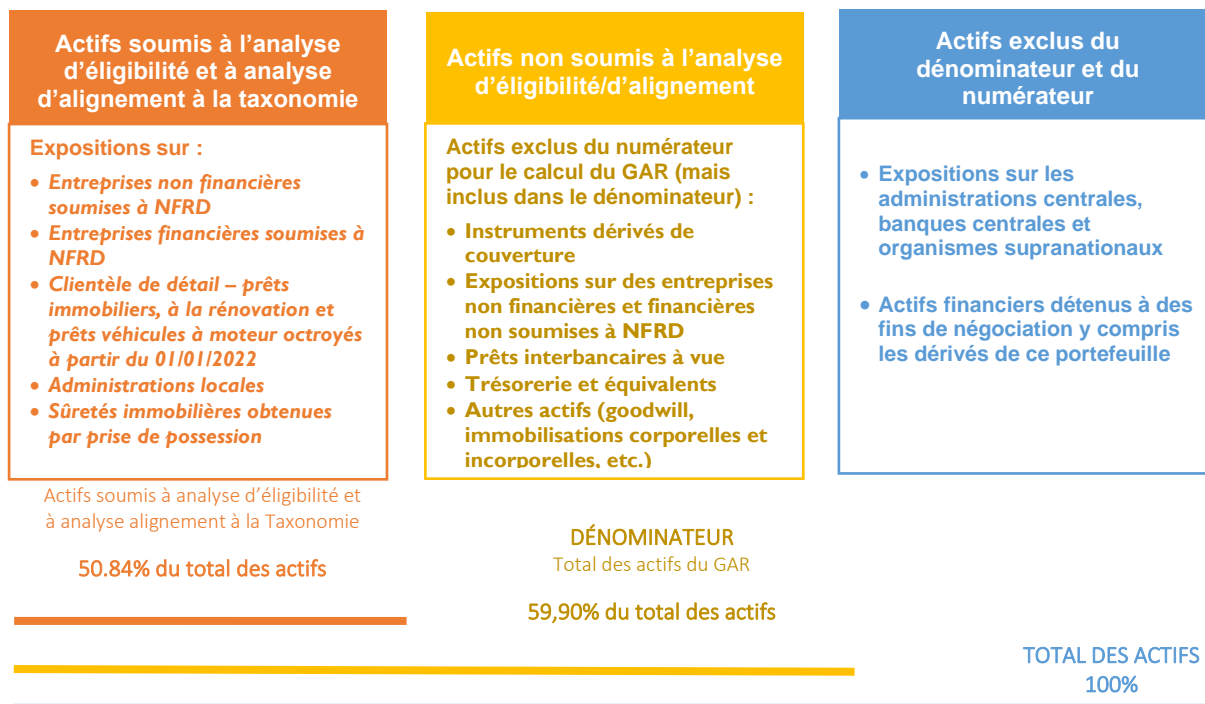 Actifs soumis à l’analyse
d’éligibilité et à analyse
d’alignement à la taxonomie
Expositions sur :
• Entreprises non financières
soumises à NFRD
• Entreprises financières soumises à
NFRD
• Clientèle de détail – prêts
immobiliers, à la rénovation et
prêts véhicules à moteur octroyés
à partir du 01/01/2022
• Administrations locales
• Sûretés immobilières obtenues
par prise de possession
Actifs soumis à analyse d’éligibilité et
à analyse alignement à la Taxonomie
50.84% du total des actifs
Actifs non soumis à l’analyse
d’éligibilité/d’alignement
Actifs exclus du numérateur
pour le calcul du GAR (mais
inclus dans le dénominateur) :
• Instruments dérivés de
couverture
• Expositions sur des entreprises
non financières et financières
non soumises à NFRD
• Prêts interbancaires à vue
• Trésorerie et équivalents
• Autres actifs (goodwill,
immobilisations corporelles et
incorporelles, etc.)
DÉNOMINATEUR
Total des actifs du GAR
59,90% du total des actifs
Actifs exclus du
dénominateur et du
numérateur
• Expositions sur les
administrations centrales,
banques centrales et
organismes supranationaux
• Actifs financiers détenus à des
fins de négociation y compris
les dérivés de ce portefeuille
TOTAL DES ACTIFS
100%